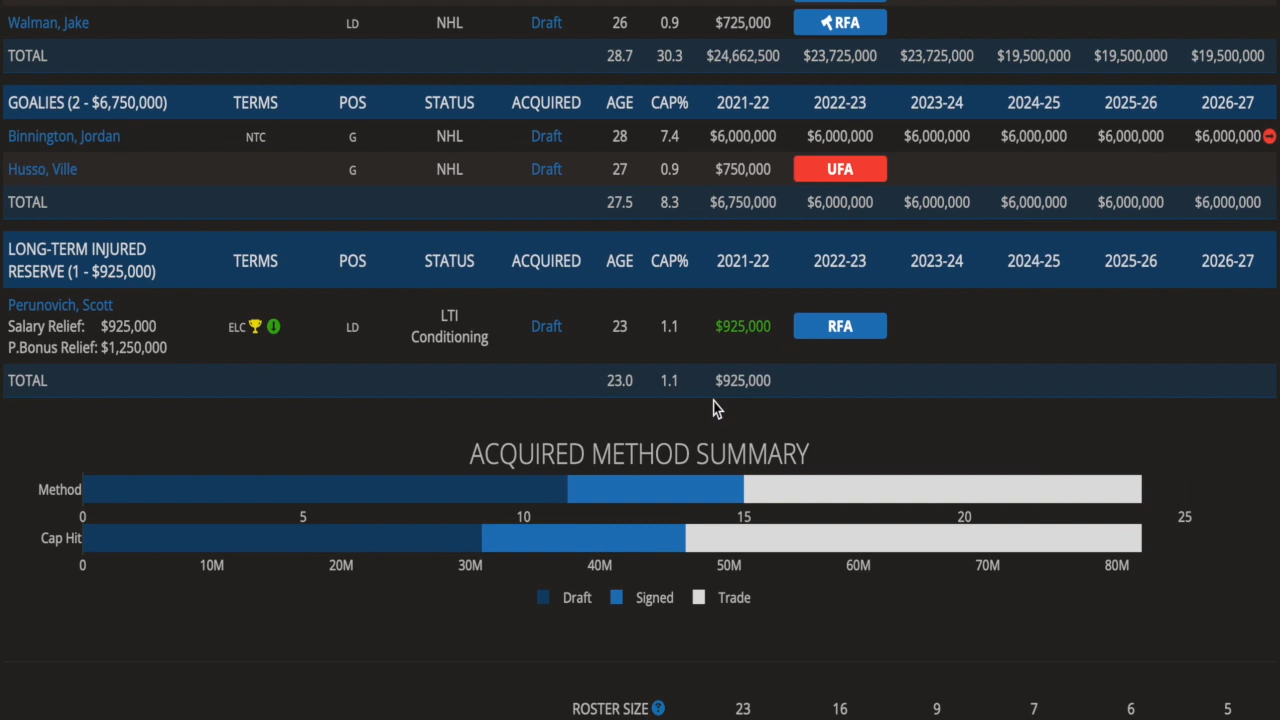 Walman, Jake LD NHL Draft 26 0.9 $725,000 RFA
TOTAL 28.7 30.3 $24,662,500 $23,725,000 $23,725,000 $19,500,000 $19,500,000 $19,500,000
GOALIES (2 - $6,750,000) TERMS POS STATUS ACQUIRED AGE CAP% 2021-22 2022-23 2023-24 2024-25 2025-26 2026-27
Binnington, Jordan NTC G NHL Draft 28 7.4 $6,000,000 $6,000,000 $6,000,000 $6,000,000 $6,000,000 $6,000,000
Husso, Ville G NHL Draft 27 0.9 $750,000 UFA
TOTAL 27.5 8.3 $6,750,000 $6,000,000 $6,000,000 $6,000,000 $6,000,000 $6,000,000
LONG-TERM INJURED
RESERVE (1 - $925,000) TERMS POS STATUS ACQUIRED AGE CAP% 2021-22 2022-23 2023-24 2024-25 2025-26 2026-27
Perunovich, Scott
Salary Relief: $925,000 ELC LD LTI Conditioning Draft 23 1.1 $925,000 RFA
P.Bonus Relief: $1,250,000
TOTAL 23.0 1.1 $925,000
ACQUIRED METHOD SUMMARY
Method
0 5 10 15 20 25
Cap Hit
0 10M 20M 30M 40M 50M 60M 70M 80M
Draft Signed Trade
ROSTER SIZE ? 23 16 9 7 6 5